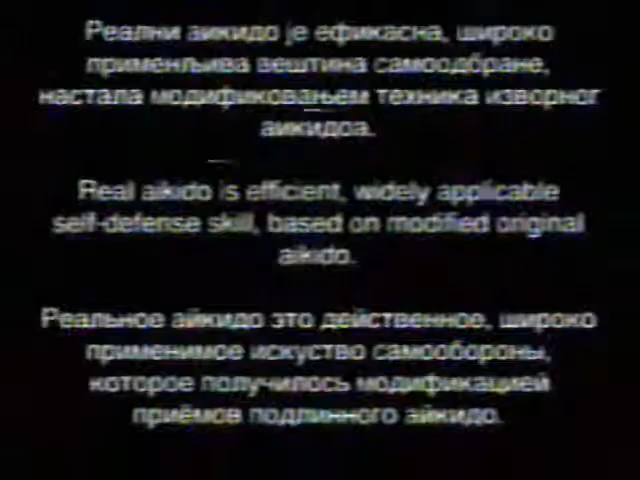 Реални аикидо је ефикасна, широко
применљива вештина самоодбране,
настала модификовањем техника изворног
аикидоа.
Real aikido is efficient, widely applicable
self-defense skill, based on modified original
aikido.
Реальное айкидо это действенное, широко
применимое искуство самообороны,
которое получилось модификацией
приёмов подлинного айкидо.